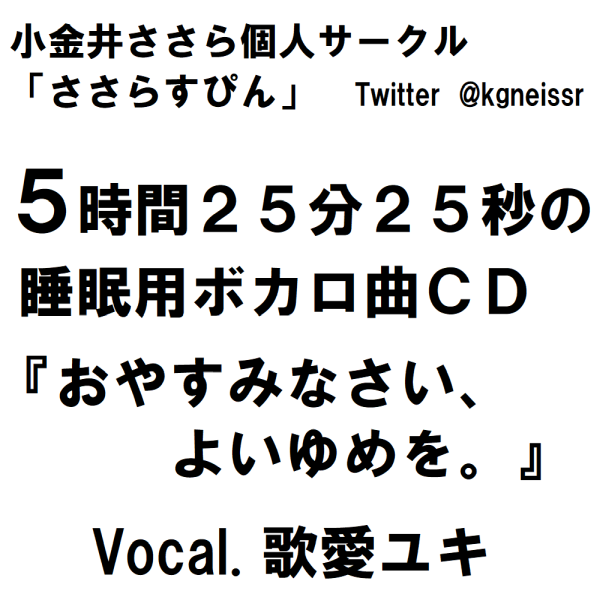 小金井ささら個人サークル
「ささらすぴん」　Twitter @kgneissr
５時間２５分２５秒の
睡眠用ボカロ曲ＣＤ
『おやすみなさい、
よいゆめを。』
Vocal. 歌愛ユキ